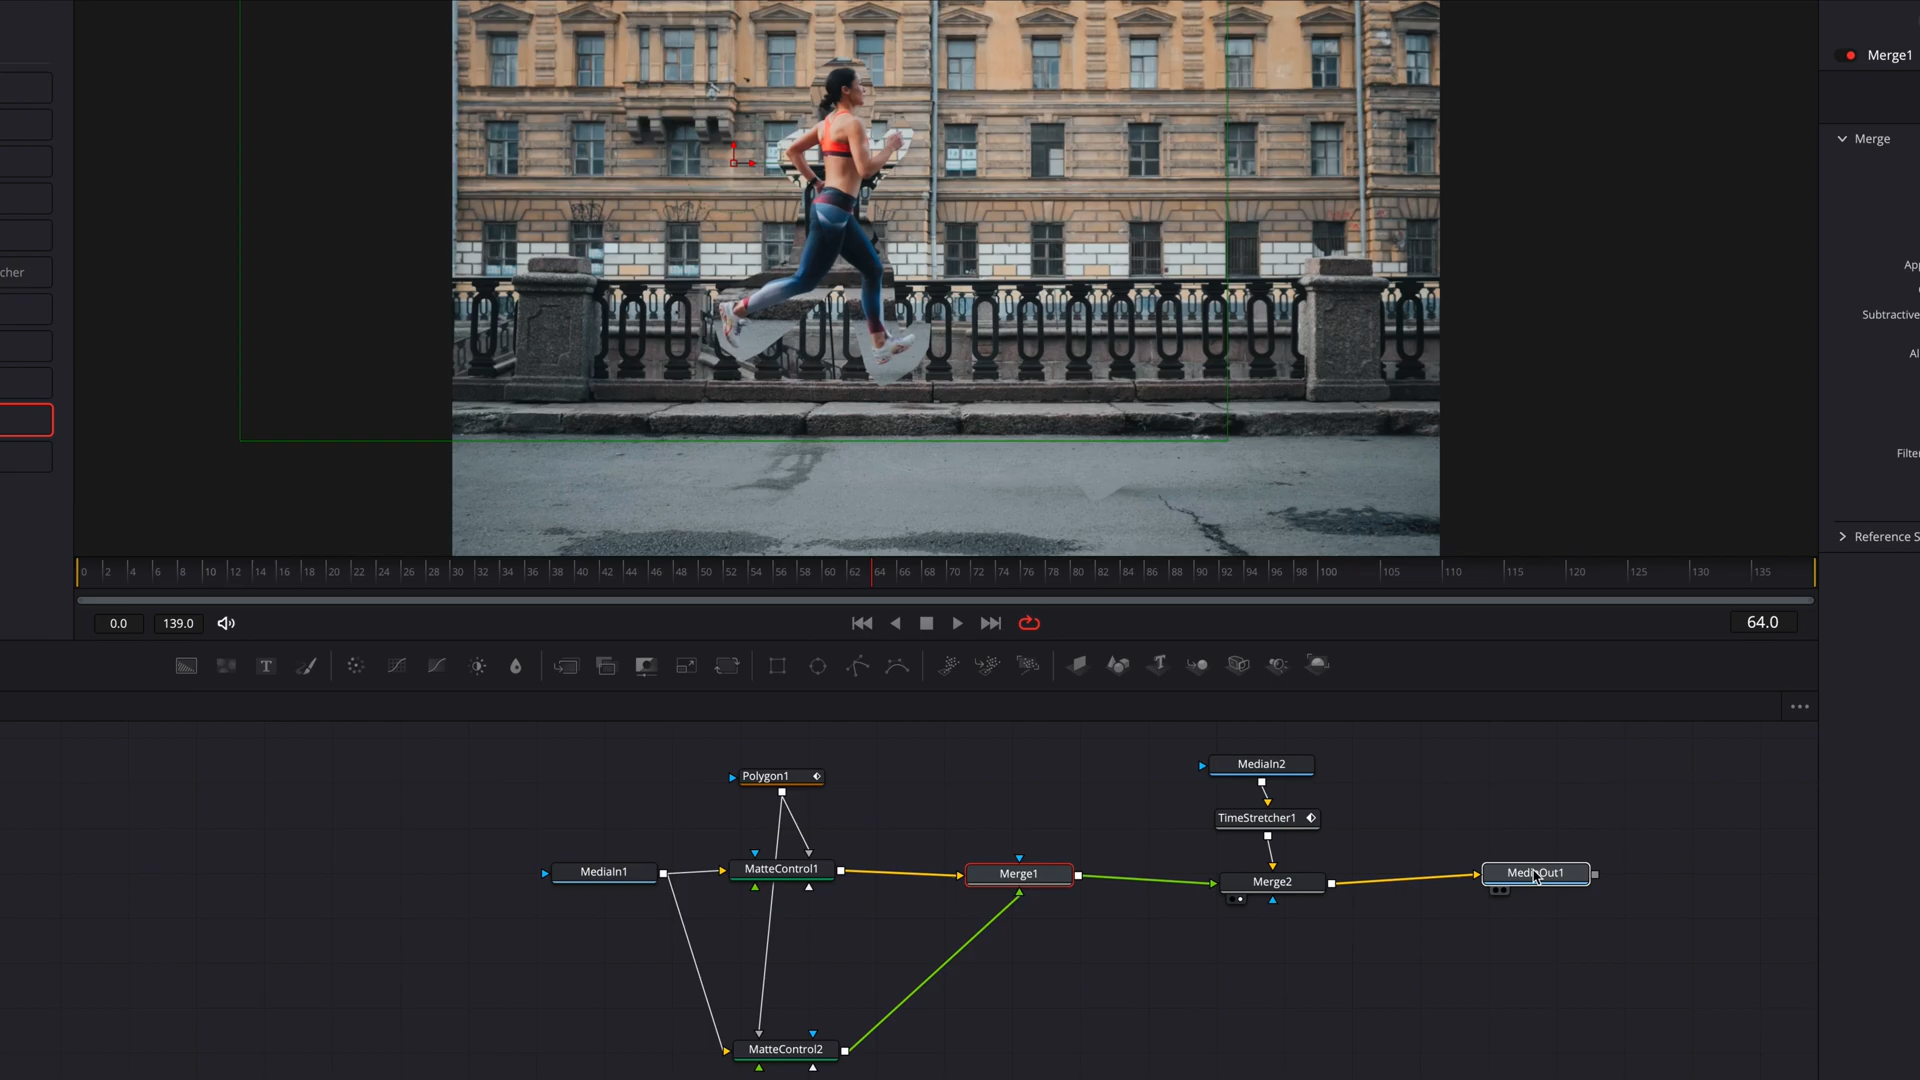 Merge1
Merge
cher
App
Subtractive
Al
Filter
Reference S
0 2 4 6 8 10 12 14 16 18 20 22 24 26 28 30 32 34 36 38 40 42 44 46 48 50 52 54 56 58 60 62 64 66 68 70 72 74 76 78 80 82 84 86 88 90 92 94 96 98 100 105 110 115 120 125 130 135
0.0 139.0 64.0
T
MediaIn2
Polygon1
TimeStretcher1
MediaIn1
MatteControl1
Merge1
Merge2
MediaOut1
MatteControl2